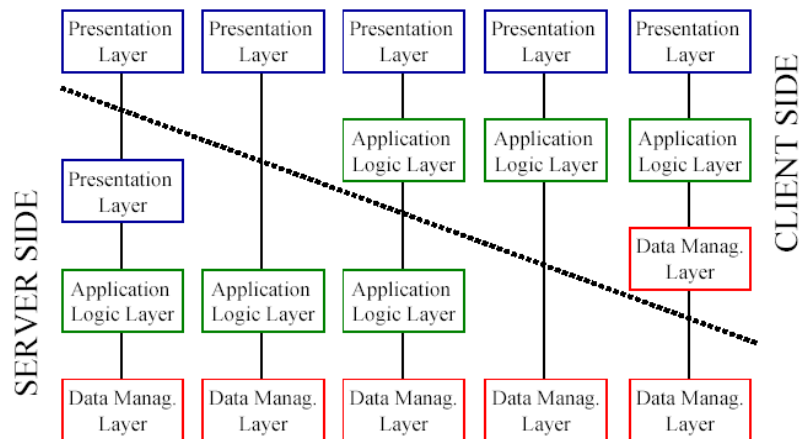 Presentation
Layer
Presentation
Layer
Presentation
Layer
Presentation
Layer
Presentation
Layer
CLIENT SIDE
Application
Logic Layer
Application
Logic Layer
Application
Logic Layer
Presentation
Layer
SERVER SIDE
Data Manag.
Layer
Application
Logic Layer
Application
Logic Layer
Application
Logic Layer
Data Manag.
Layer
Data Manag.
Layer
Data Manag.
Layer
Data Manag.
Layer
Data Manag.
Layer